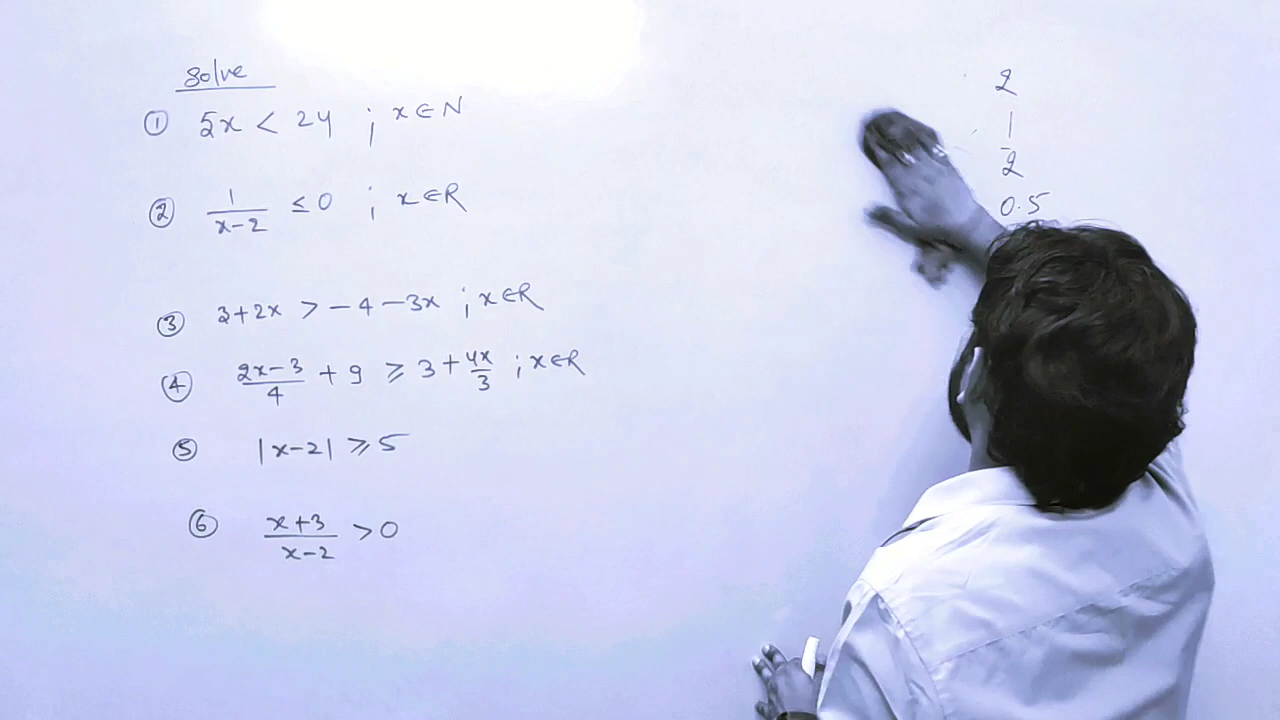 Solve
① 5x < 24 ; x ∈ N
② 1/(x-2) ≤ 0 ; x ∈ R
③ 3+2x > -4-3x ; x ∈ R
④ (2x-3)/4 + 9 ≥ 3 + 4x/3 ; x ∈ R
⑤ |x-2| ≥ 5
⑥ (x+3)/(x-2) > 0
2
1/2
0.5